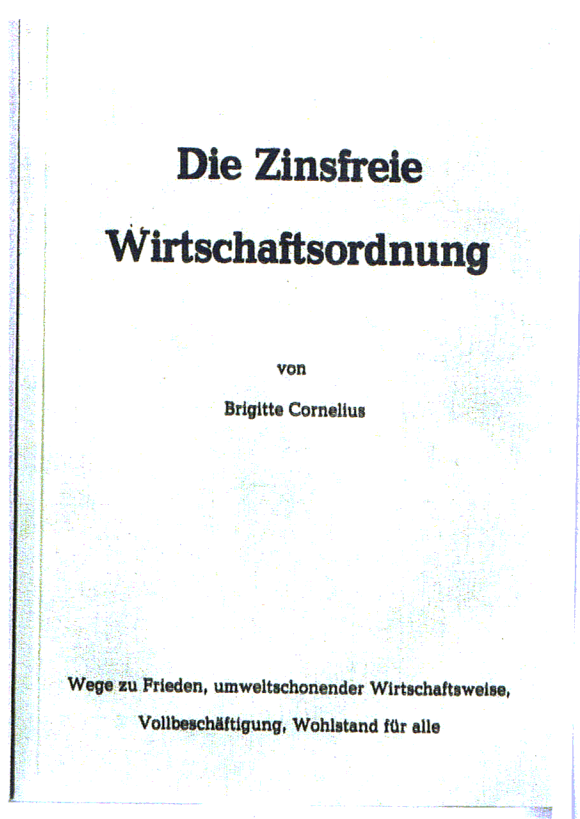 Die Zinsfreie
Wirtschaftsordnung
von
Brigitte Cornelius
Wege zu Frieden, umweltschonender Wirtschaftsweise,
Vollbeschäftigung, Wohlstand für alle